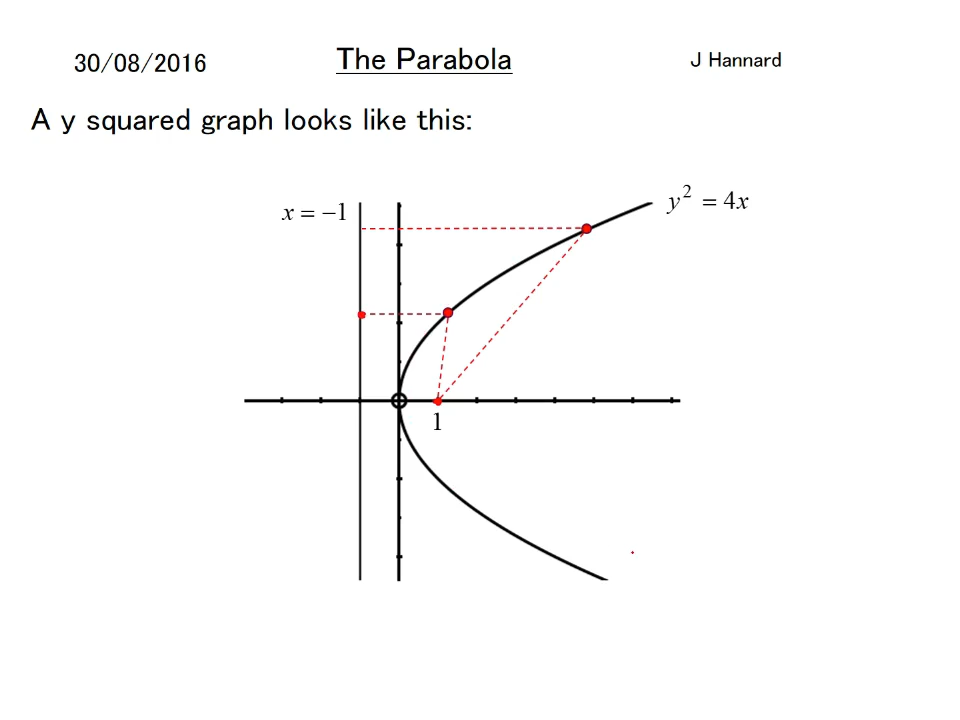 30/08/2016 The Parabola J Hannard
A y squared graph looks like this:
x = −1
y² = 4x
1